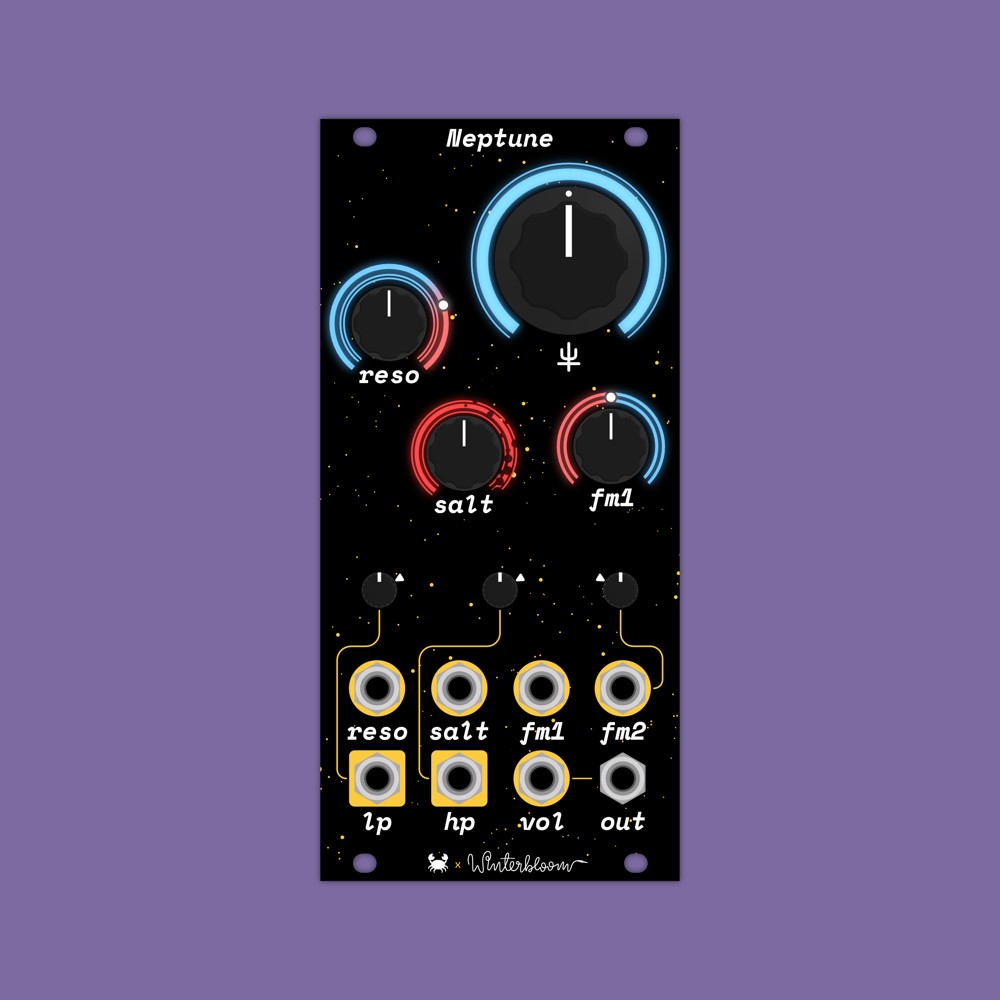 Neptune
reso
salt
fm1
reso salt fm1 fm2
lp hp vol out
x Winterbloom